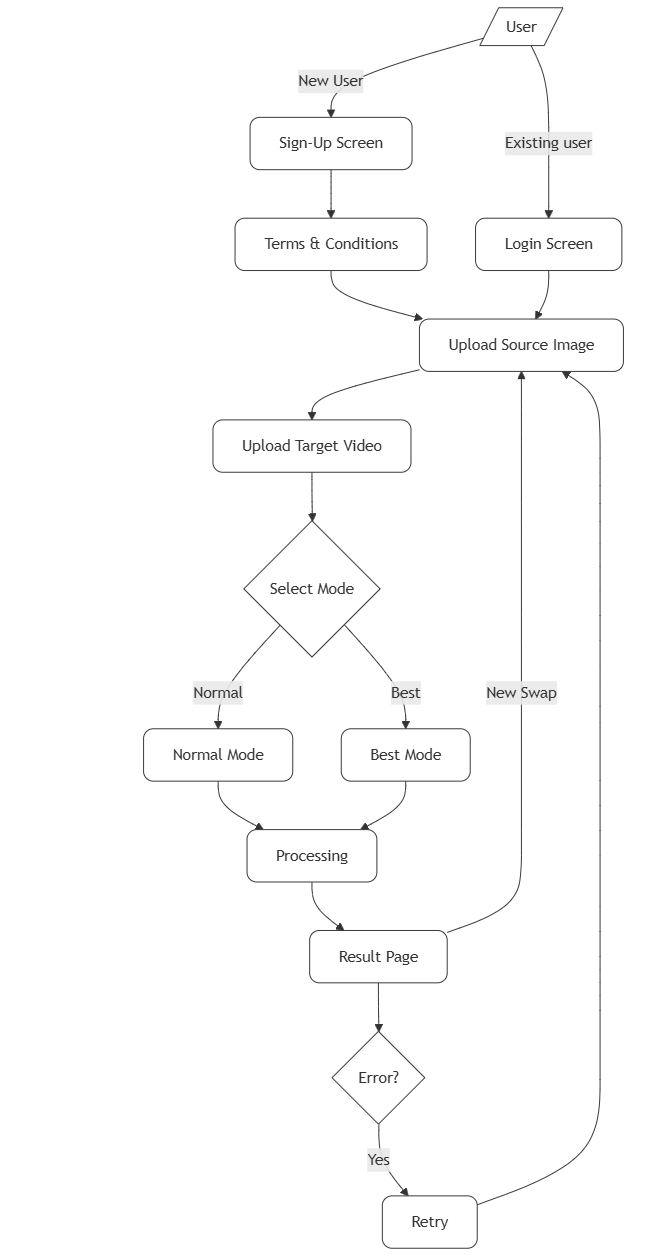 User
New User
Existing user
Sign-Up Screen
Terms & Conditions
Login Screen
Upload Source Image
Upload Target Video
Select Mode
Normal
Best
New Swap
Normal Mode
Best Mode
Processing
Result Page
Error?
Yes
Retry